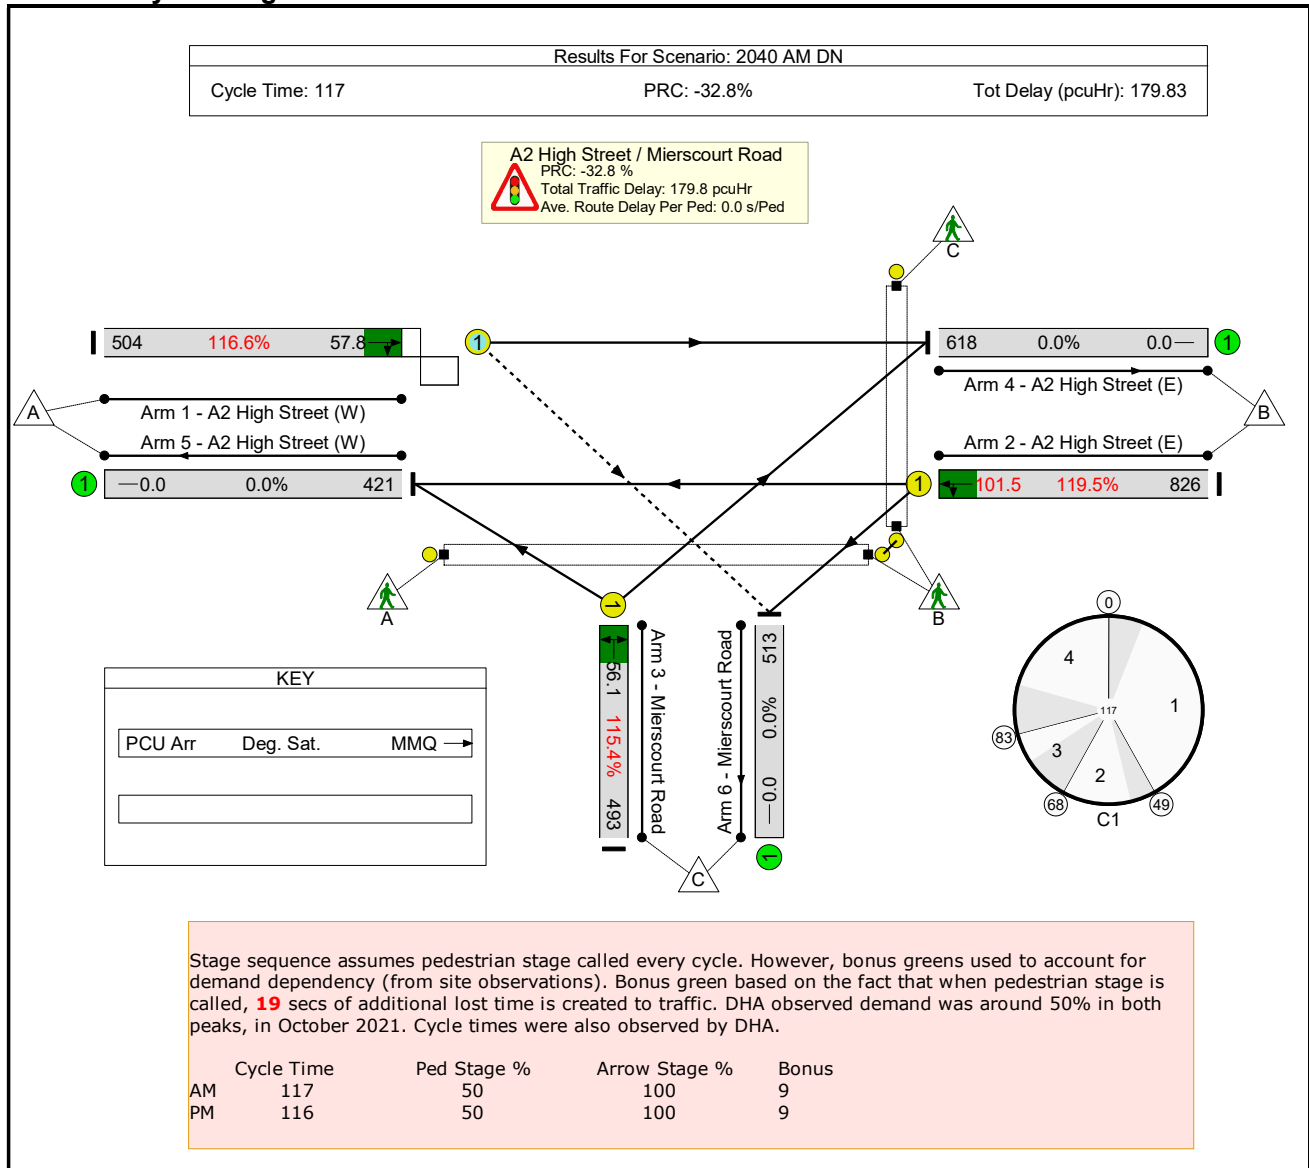 Results For Scenario: 2040 AM DN
Cycle Time: 117 PRC: -32.8% Tot Delay (pcuHr): 179.83
A2 High Street / Mierscourt Road
PRC: -32.8 %
Total Traffic Delay: 179.8 pcuHr
Ave. Route Delay Per Ped: 0.0 s/Ped
C
504 116.6% 57.8
1
618 0.0% 0.0
1
Arm 1 - A2 High Street (W)
Arm 4 - A2 High Street (E)
A
B
Arm 5 - A2 High Street (W)
Arm 2 - A2 High Street (E)
1
0.0 0.0% 421
1
101.5 119.5% 826
A
B
1
56.1 115.4% 493
Arm 3 - Mierscourt Road
Arm 6 - Mierscourt Road
0.0 0.0% 513
1
C
KEY
PCU Arr Deg. Sat. MMQ
0
4
1
117
83
3
2
68
49
C1
Stage sequence assumes pedestrian stage called every cycle. However, bonus greens used to account for
demand dependency (from site observations). Bonus green based on the fact that when pedestrian stage is
called, 19 secs of additional lost time is created to traffic. DHA observed demand was around 50% in both
peaks, in October 2021. Cycle times were also observed by DHA.
Cycle Time Ped Stage % Arrow Stage % Bonus
AM 117 50 100 9
PM 116 50 100 9